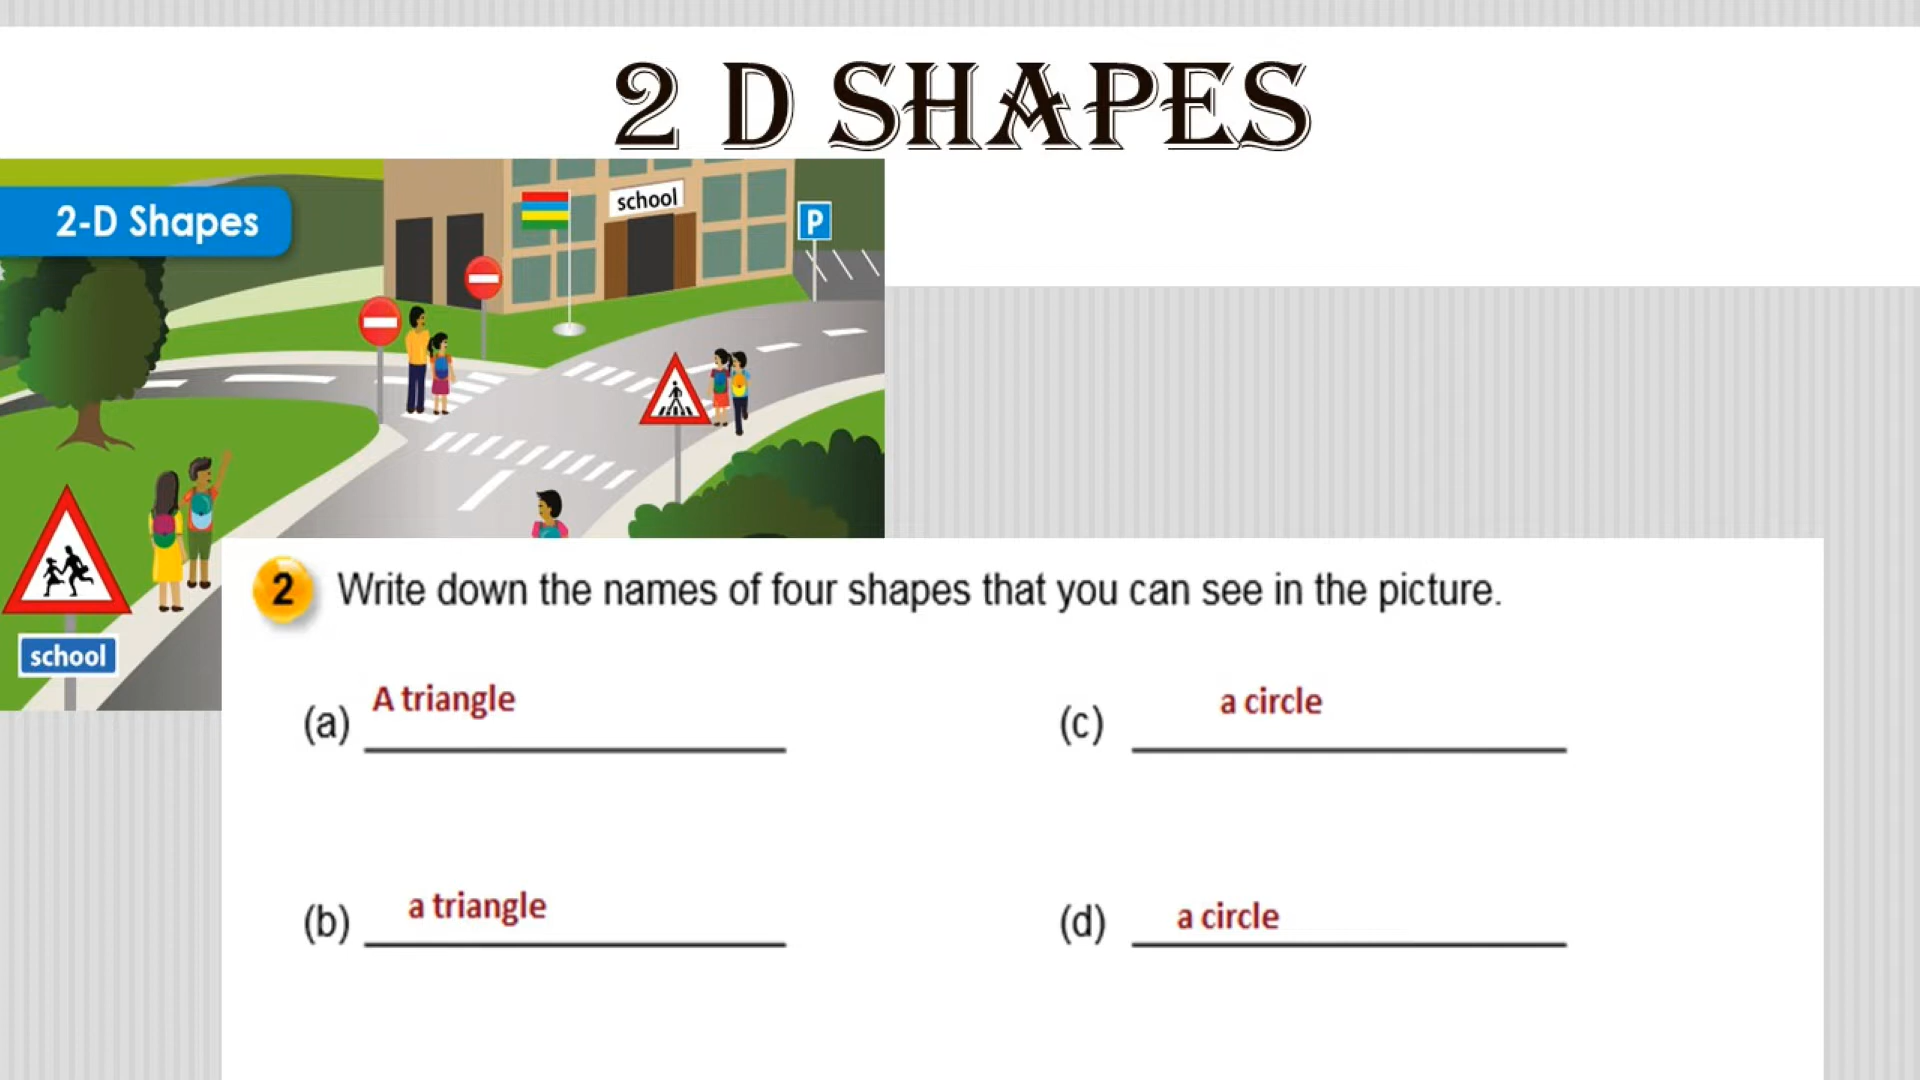 2 D SHAPES
2-D Shapes
school
P
school
2 Write down the names of four shapes that you can see in the picture.
(a) A triangle
(c) a circle
(b) a triangle
(d) a circle